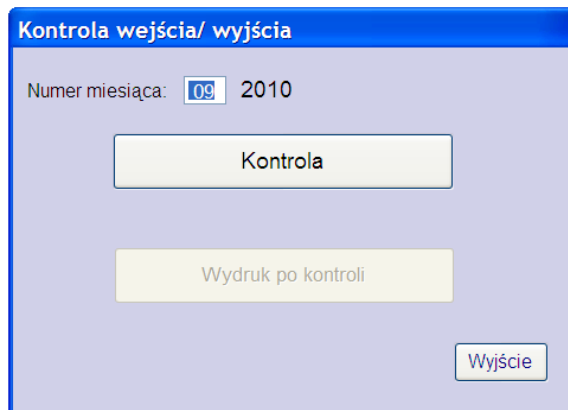 Kontrola wejścia/ wyjścia
Numer miesiąca: 09 2010
Kontrola
Wydruk po kontroli
Wyjście